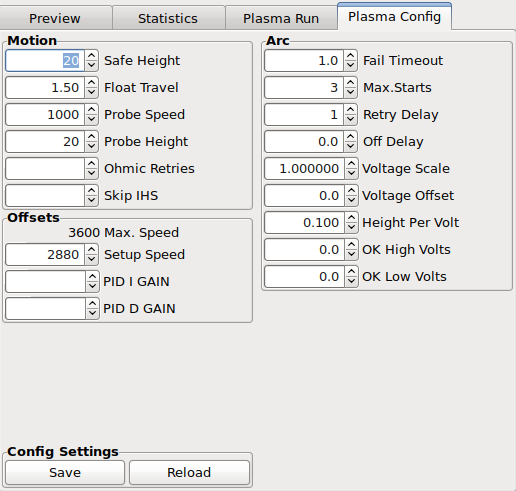 Preview Statistics Plasma Run Plasma Config
Motion
20 Safe Height
1.50 Float Travel
1000 Probe Speed
20 Probe Height
Ohmic Retries
Skip IHS
Offsets
3600 Max. Speed
2880 Setup Speed
PID I GAIN
PID D GAIN
Config Settings
Save Reload
Arc
1.0 Fail Timeout
3 Max.Starts
1 Retry Delay
0.0 Off Delay
1.000000 Voltage Scale
0.0 Voltage Offset
0.100 Height Per Volt
0.0 OK High Volts
0.0 OK Low Volts